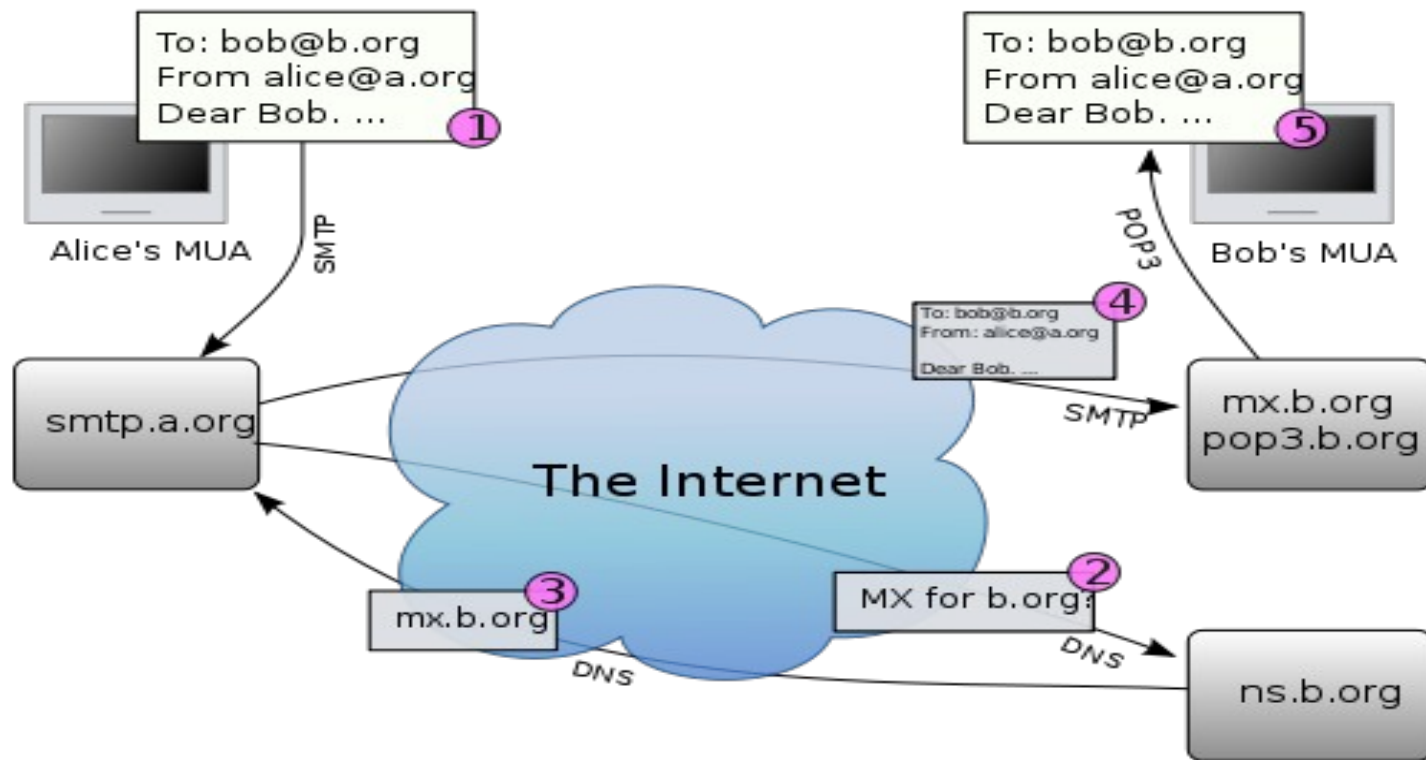 To: bob@b.org
From alice@a.org
Dear Bob. ...
1
Alice's MUA
SMTP
To: bob@b.org
From alice@a.org
Dear Bob. ...
5
Bob's MUA
POP3
To: bob@b.org
From: alice@a.org
Dear Bob. ...
4
SMTP
smtp.a.org
mx.b.org
pop3.b.org
The Internet
MX for b.org?
2
DNS
mx.b.org
3
DNS
ns.b.org